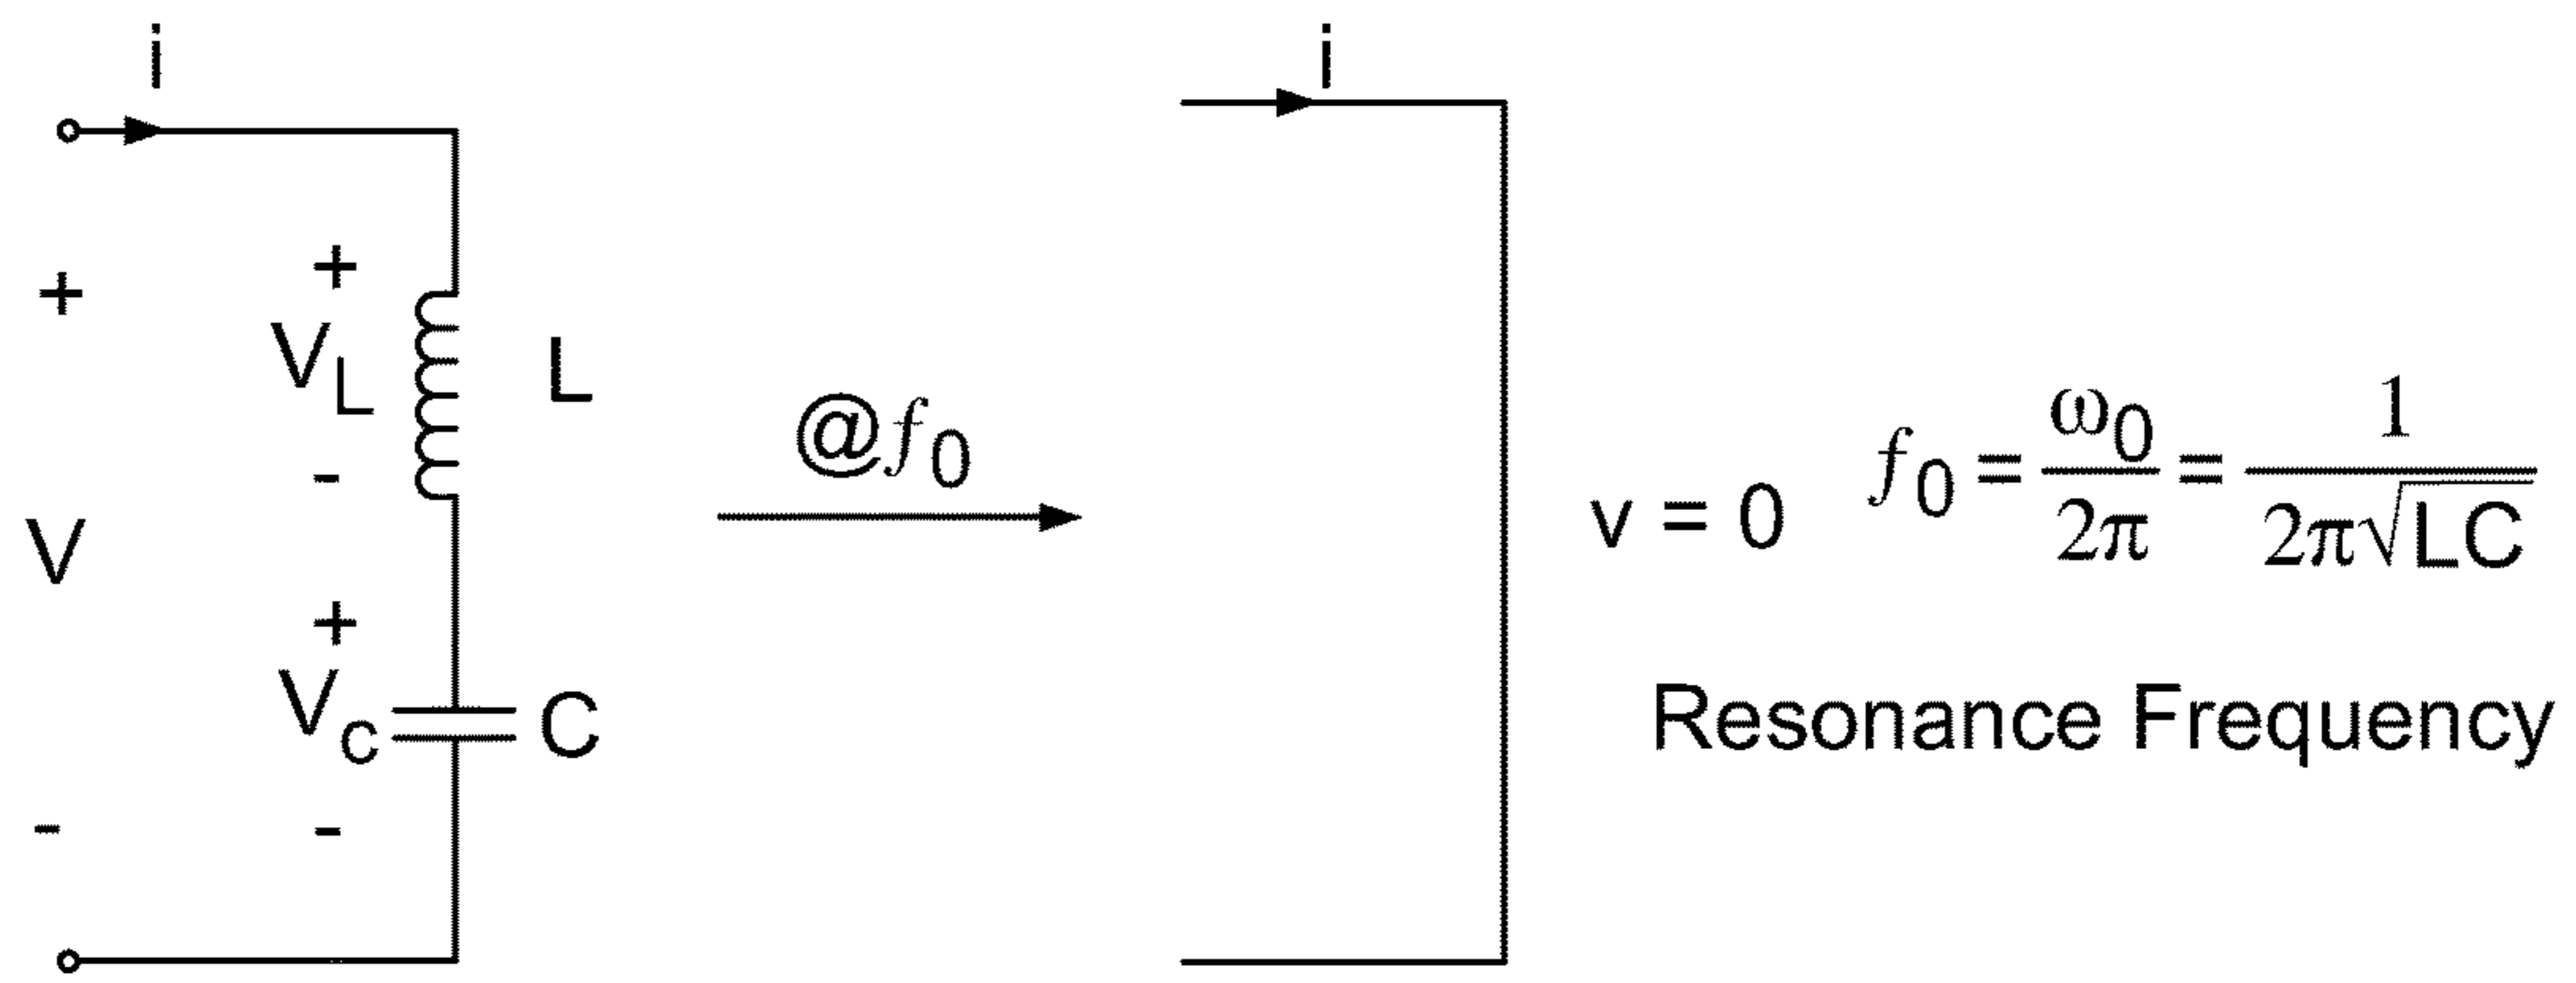 i
+
V
-
+
V_L
-
L
+
V_c
-
C
@f_0
i
v = 0
f_0 ≡ ω_0/2π ≡ 1/2π√LC
Resonance Frequency